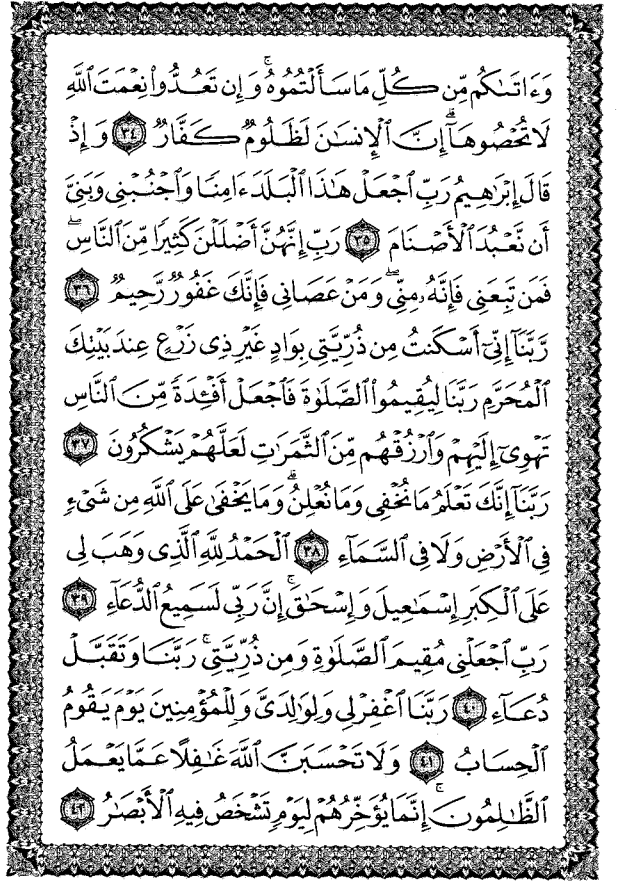 وَءَاتَىٰكُم مِّن كُلِّ مَا سَأَلْتُمُوهُ ۚ وَإِن تَعُدُّوا۟ نِعْمَتَ ٱللَّهِ
لَا تُحْصُوهَآ ۗ إِنَّ ٱلْإِنسَـٰنَ لَظَلُومٌ كَفَّارٌ ٣٤ وَإِذْ
قَالَ إِبْرَٰهِيمُ رَبِّ ٱجْعَلْ هَـٰذَا ٱلْبَلَدَ ءَامِنًا وَٱجْنُبْنِى وَبَنِىَّ
أَن نَّعْبُدَ ٱلْأَصْنَامَ ٣٥ رَبِّ إِنَّهُنَّ أَضْلَلْنَ كَثِيرًا مِّنَ ٱلنَّاسِ ۖ
فَمَن تَبِعَنِى فَإِنَّهُۥ مِنِّى ۖ وَمَنْ عَصَانِى فَإِنَّكَ غَفُورٌ رَّحِيمٌ ٣٦
رَّبَّنَآ إِنِّىٓ أَسْكَنتُ مِن ذُرِّيَّتِى بِوَادٍ غَيْرِ ذِى زَرْعٍ عِندَ بَيْتِكَ
ٱلْمُحَرَّمِ رَبَّنَا لِيُقِيمُوا۟ ٱلصَّلَوٰةَ فَٱجْعَلْ أَفْـِٔدَةً مِّنَ ٱلنَّاسِ
تَهْوِىٓ إِلَيْهِمْ وَٱرْزُقْهُم مِّنَ ٱلثَّمَرَٰتِ لَعَلَّهُمْ يَشْكُرُونَ ٣٧
رَبَّنَآ إِنَّكَ تَعْلَمُ مَا نُخْفِى وَمَا نُعْلِنُ ۗ وَمَا يَخْفَىٰ عَلَى ٱللَّهِ مِن شَىْءٍ
فِى ٱلْأَرْضِ وَلَا فِى ٱلسَّمَآءِ ٣٨ ٱلْحَمْدُ لِلَّهِ ٱلَّذِى وَهَبَ لِى
عَلَى ٱلْكِبَرِ إِسْمَـٰعِيلَ وَإِسْحَـٰقَ ۚ إِنَّ رَبِّى لَسَمِيعُ ٱلدُّعَآءِ ٣٩
رَبِّ ٱجْعَلْنِى مُقِيمَ ٱلصَّلَوٰةِ وَمِن ذُرِّيَّتِى ۚ رَبَّنَا وَتَقَبَّلْ
دُعَآءِ ٤٠ رَبَّنَا ٱغْفِرْ لِى وَلِوَٰلِدَىَّ وَلِلْمُؤْمِنِينَ يَوْمَ يَقُومُ
ٱلْحِسَابُ ٤١ وَلَا تَحْسَبَنَّ ٱللَّهَ غَـٰفِلًا عَمَّا يَعْمَلُ
ٱلظَّـٰلِمُونَ ۚ إِنَّمَا يُؤَخِّرُهُمْ لِيَوْمٍ تَشْخَصُ فِيهِ ٱلْأَبْصَـٰرُ ٤٢